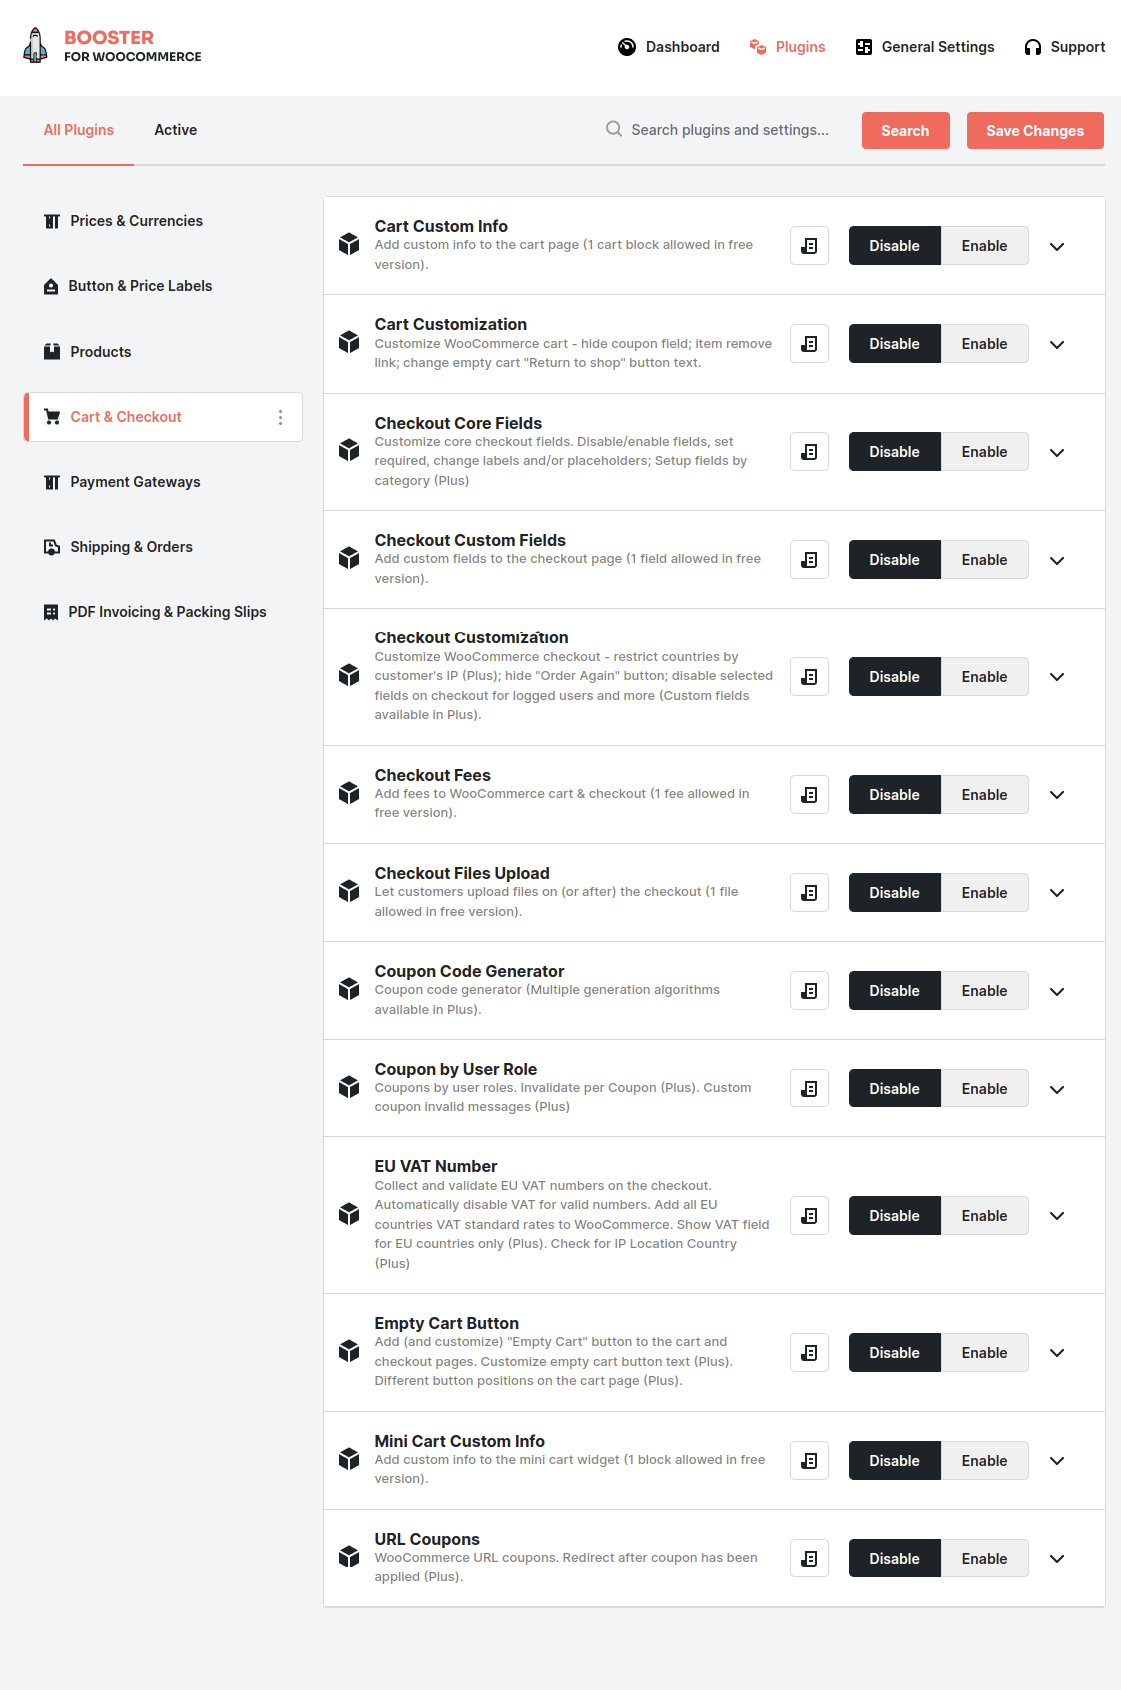 BOOSTER
FOR WOOCOMMERCE
Dashboard
Plugins
General Settings
Support
All Plugins
Active
Search plugins and settings...
Search
Save Changes
Prices & Currencies
Button & Price Labels
Products
Cart & Checkout
Payment Gateways
Shipping & Orders
PDF Invoicing & Packing Slips
Cart Custom Info
Add custom info to the cart page (1 cart block allowed in free
version).
Disable
Enable
Cart Customization
Customize WooCommerce cart - hide coupon field; item remove
link; change empty cart "Return to shop" button text.
Disable
Enable
Checkout Core Fields
Customize core checkout fields. Disable/enable fields, set
required, change labels and/or placeholders; Setup fields by
category (Plus)
Disable
Enable
Checkout Custom Fields
Add custom fields to the checkout page (1 field allowed in free
version).
Disable
Enable
Checkout Customization
Customize WooCommerce checkout - restrict countries by
customer's IP (Plus); hide "Order Again" button; disable selected
fields on checkout for logged users and more (Custom fields
available in Plus).
Disable
Enable
Checkout Fees
Add fees to WooCommerce cart & checkout (1 fee allowed in
free version).
Disable
Enable
Checkout Files Upload
Let customers upload files on (or after) the checkout (1 file
allowed in free version).
Disable
Enable
Coupon Code Generator
Coupon code generator (Multiple generation algorithms
available in Plus).
Disable
Enable
Coupon by User Role
Coupons by user roles. Invalidate per Coupon (Plus). Custom
coupon invalid messages (Plus)
Disable
Enable
EU VAT Number
Collect and validate EU VAT numbers on the checkout.
Automatically disable VAT for valid numbers. Add all EU
countries VAT standard rates to WooCommerce. Show VAT field
for EU countries only (Plus). Check for IP Location Country
(Plus)
Disable
Enable
Empty Cart Button
Add (and customize) "Empty Cart" button to the cart and
checkout pages. Customize empty cart button text (Plus).
Different button positions on the cart page (Plus).
Disable
Enable
Mini Cart Custom Info
Add custom info to the mini cart widget (1 block allowed in free
version).
Disable
Enable
URL Coupons
WooCommerce URL coupons. Redirect after coupon has been
applied (Plus).
Disable
Enable